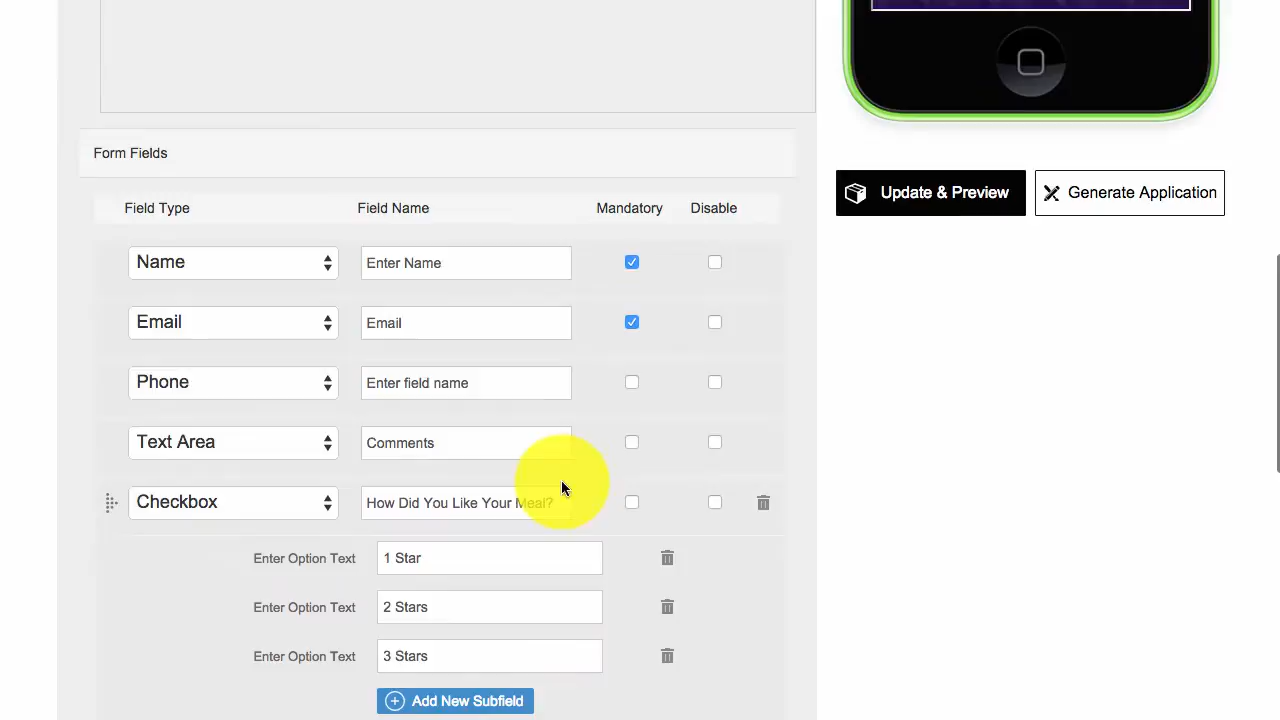 Form Fields
Field Type Field Name Mandatory Disable
Name Enter Name
Email Email
Phone Enter field name
Text Area Comments
Checkbox How Did You Like Your Meal?
Enter Option Text 1 Star
Enter Option Text 2 Stars
Enter Option Text 3 Stars
Add New Subfield
Update & Preview
Generate Application